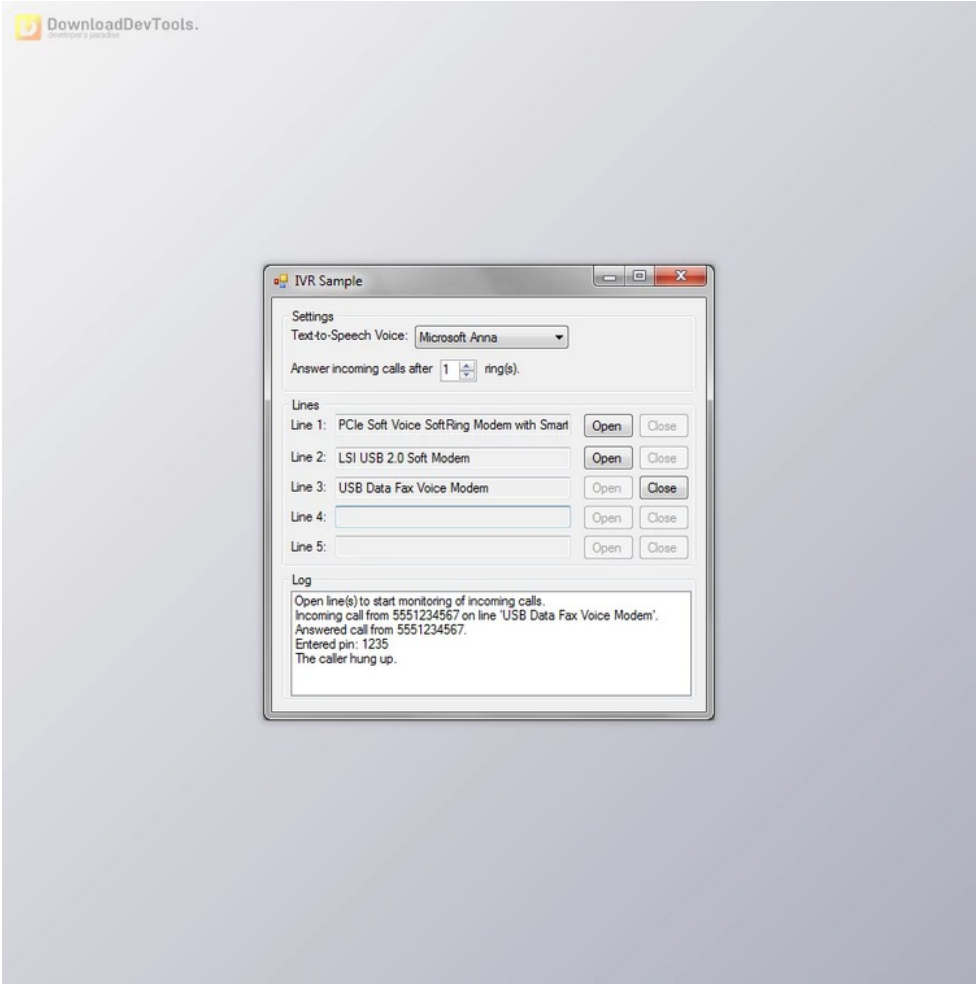 DownloadDevTools.
developer's paradise
IVR Sample
Settings
Text-to-Speech Voice: Microsoft Anna
Answer incoming calls after 1 ring(s).
Lines
Line 1: PCIe Soft Voice SoftRing Modem with Smart Open Close
Line 2: LSI USB 2.0 Soft Modem Open Close
Line 3: USB Data Fax Voice Modem Open Close
Line 4: Open Close
Line 5: Open Close
Log
Open line(s) to start monitoring of incoming calls.
Incoming call from 5551234567 on line 'USB Data Fax Voice Modem'.
Answered call from 5551234567.
Entered pin: 1235
The caller hung up.